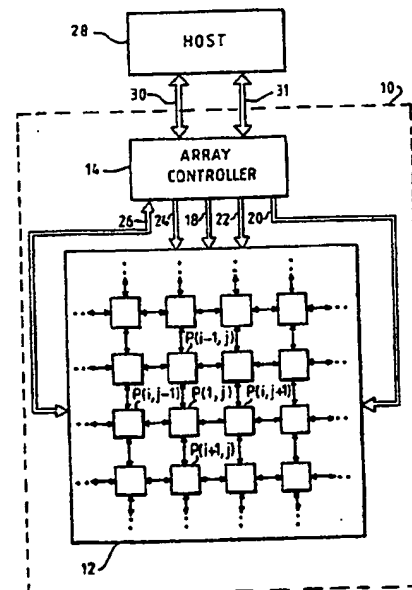 28
HOST
30
31
10
14
ARRAY
CONTROLLER
26 24 18 22 20
P(i-1,j)
P(i,j-1) P(1,j) P(i,j+1)
P(i+1,j)
12